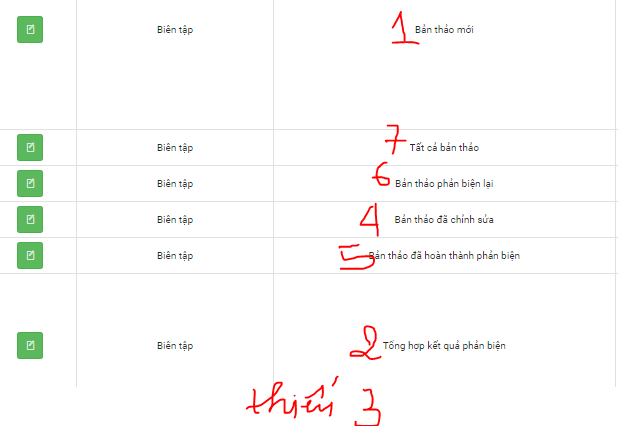 Biên tập 1 Bản thảo mới
Biên tập 7 Tất cả bản thảo
Biên tập 6 Bản thảo phản biện lại
Biên tập 4 Bản thảo đã chỉnh sửa
Biên tập 5 Bản thảo đã hoàn thành phản biện
Biên tập 2 Tổng hợp kết quả phản biện
thiếu 3